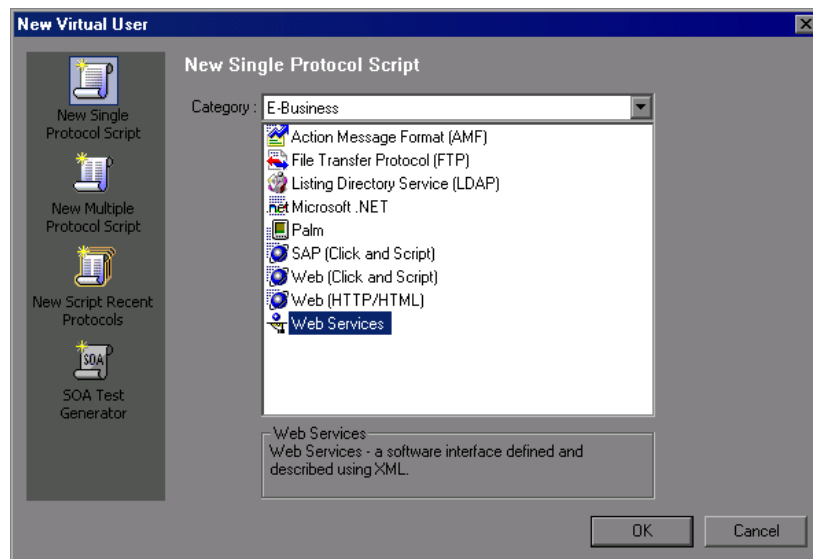 New Virtual User
New Single
Protocol Script
New Multiple
Protocol Script
New Script Recent
Protocols
SOA
SOA Test
Generator
New Single Protocol Script
Category : E-Business
Action Message Format (AMF)
File Transfer Protocol (FTP)
Listing Directory Service (LDAP)
.net Microsoft .NET
Palm
SAP (Click and Script)
Web (Click and Script)
Web (HTTP/HTML)
Web Services
Web Services
Web Services - a software interface defined and
described using XML.
OK Cancel